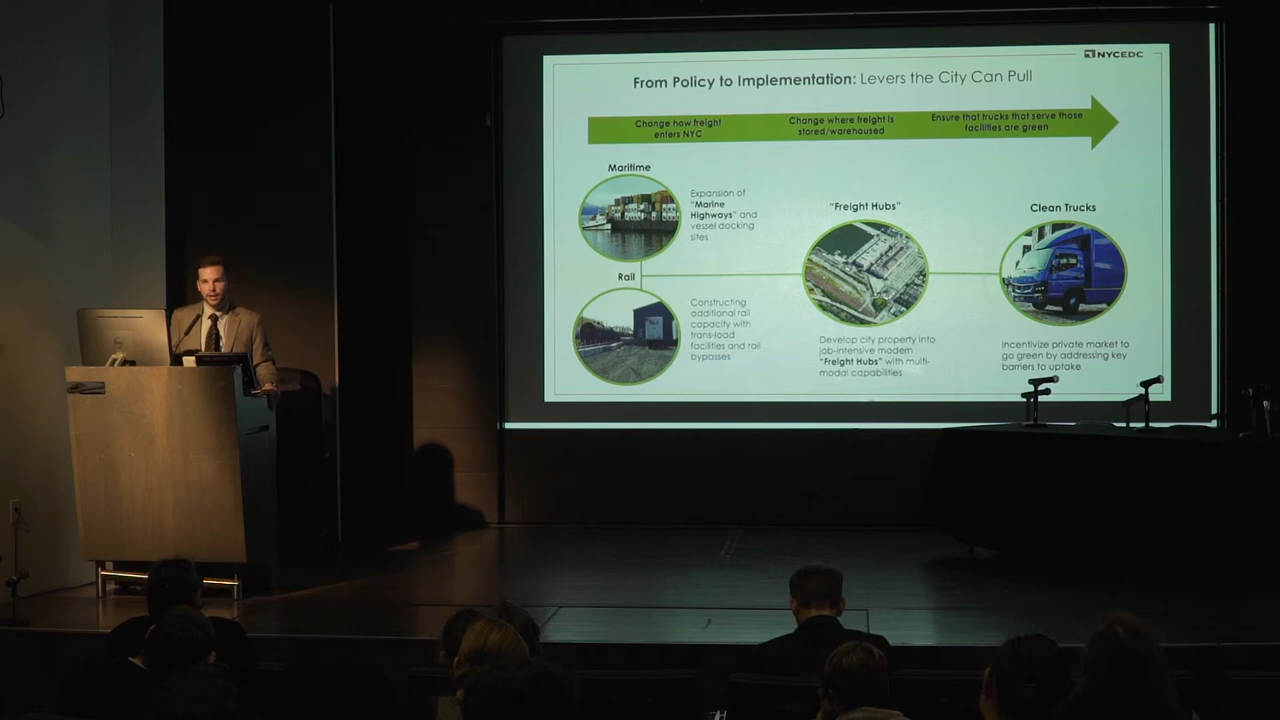 NYCEDC
From Policy to Implementation: Levers the City Can Pull
Change how freight
enters NYC
Change where freight is
stored/warehoused
Ensure that trucks that serve those
facilities are green
Maritime
Expansion of
"Marine
Highways" and
vessel docking
sites
Rail
Constructing
additional rail
capacity with
trans-load
facilities and rail
bypasses
"Freight Hubs"
Develop city property into
job-intensive modern
"Freight Hubs" with multi-
modal capabilities
Clean Trucks
Incentivize private market to
go green by addressing key
barriers to uptake